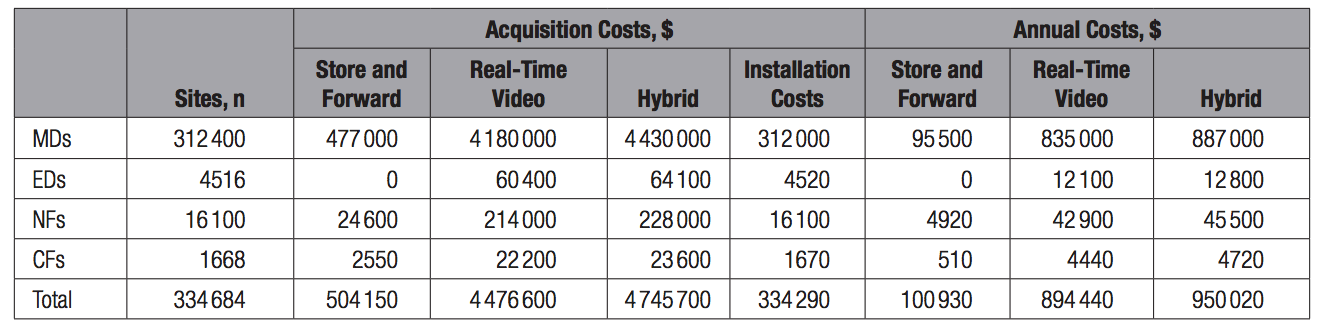 Acquisition Costs, $ Annual Costs, $
Store and Real-Time Installation Store and Real-Time
Sites, n Forward Video Hybrid Costs Forward Video Hybrid
MDs 312 400 477 000 4 180 000 4 430 000 312 000 95 500 835 000 887 000
EDs 4516 0 60 400 64 100 4520 0 12 100 12 800
NFs 16 100 24 600 214 000 228 000 16 100 4920 42 900 45 500
CFs 1668 2550 22 200 23 600 1670 510 4440 4720
Total 334 684 504 150 4 476 600 4 745 700 334 290 100 930 894 440 950 020